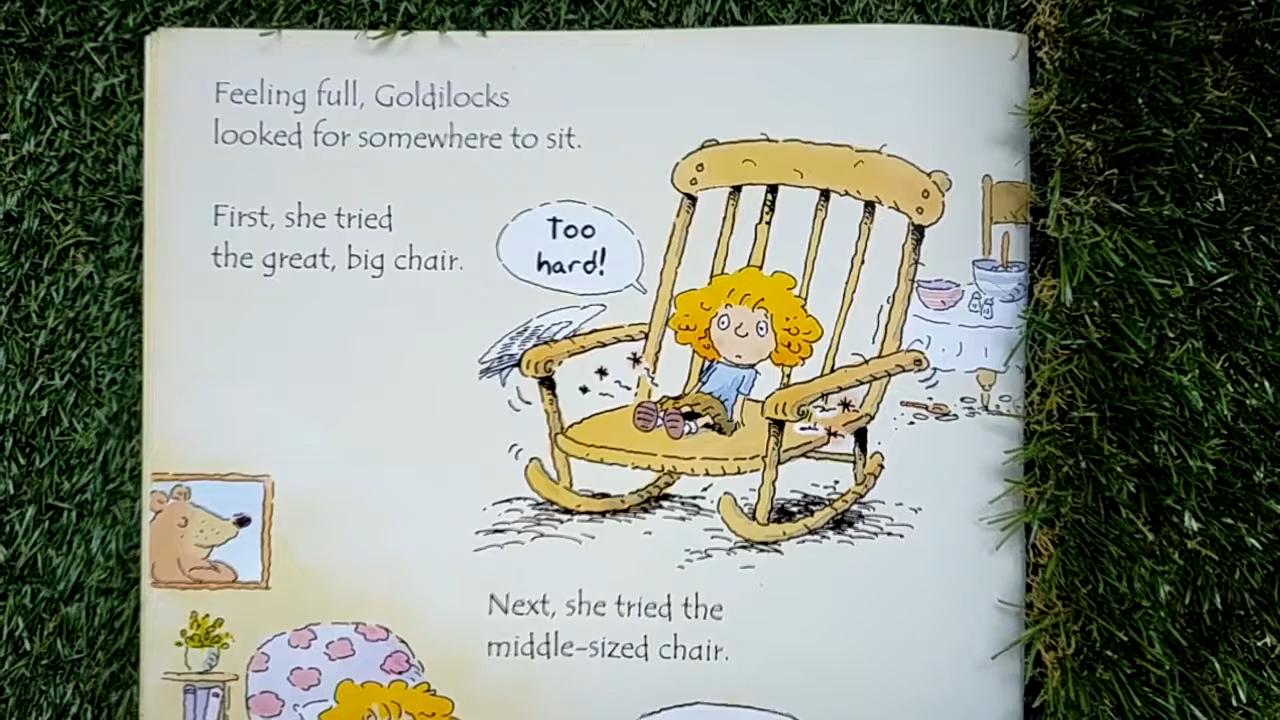 Feeling full, Goldilocks
looked for somewhere to sit.
First, she tried
the great, big chair.
Too
hard!
Next, she tried the
middle-sized chair.